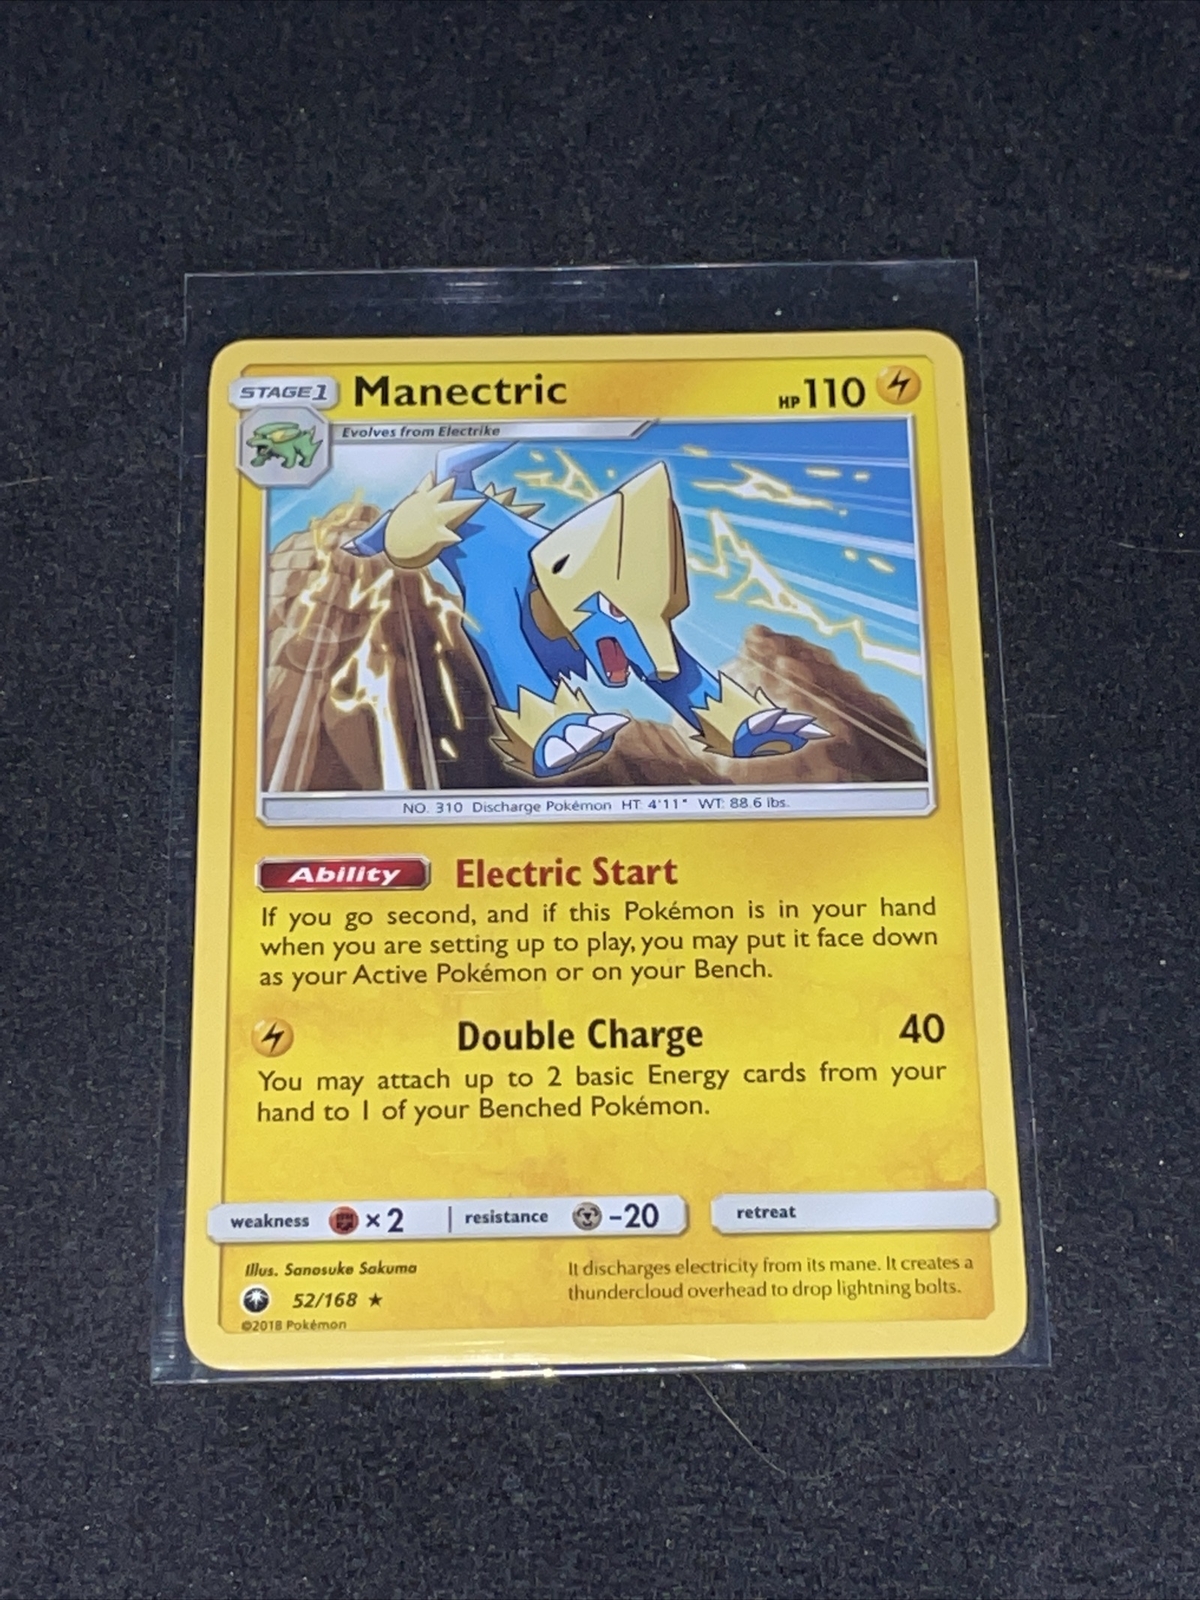 STAGE 1 Manectric HP 110
Evolves from Electrike
NO. 310 Discharge Pokémon HT: 4'11" WT: 88.6 lbs.
Ability Electric Start
If you go second, and if this Pokémon is in your hand
when you are setting up to play, you may put it face down
as your Active Pokémon or on your Bench.
Double Charge 40
You may attach up to 2 basic Energy cards from your
hand to 1 of your Benched Pokémon.
weakness × 2 resistance -20 retreat
Illus. Sanosuke Sakuma
52/168 ★
©2018 Pokémon
It discharges electricity from its mane. It creates a
thundercloud overhead to drop lightning bolts.